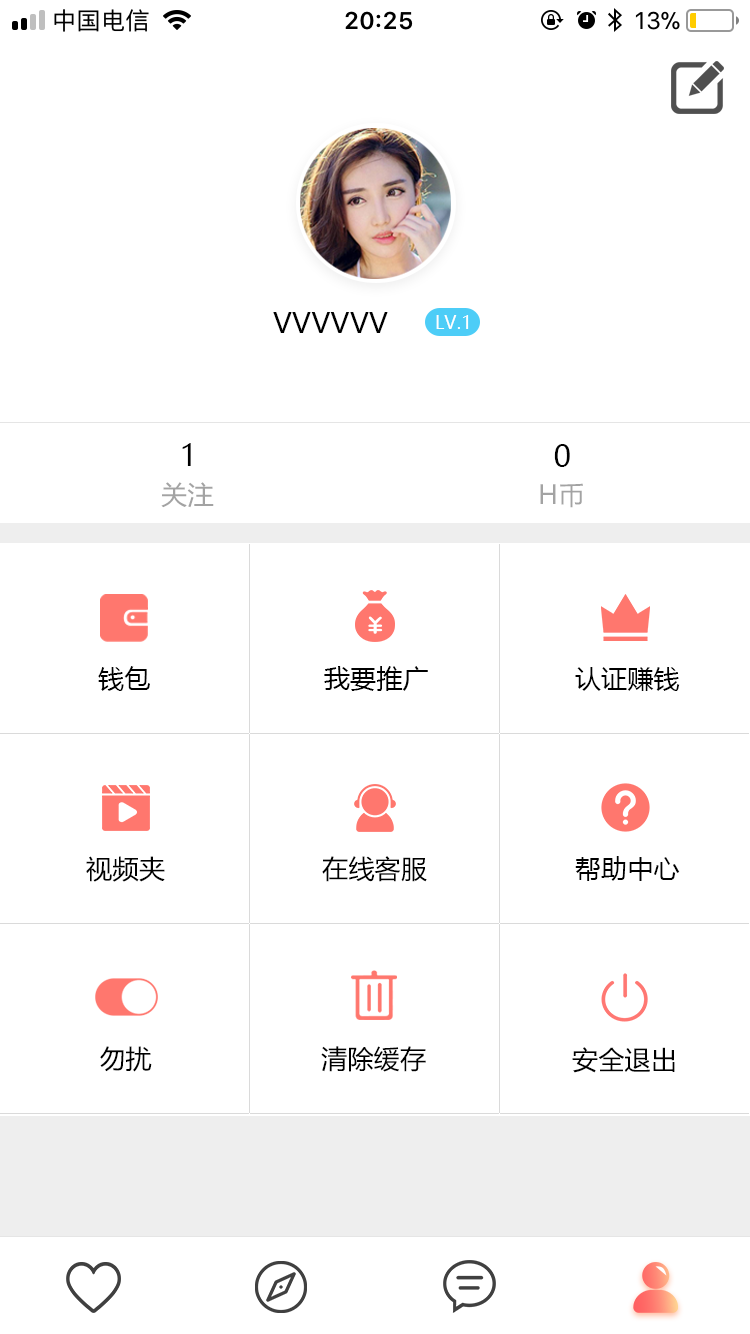 中国电信 20:25 13%
VVVVVV LV.1
1 0
关注 H币
¥
钱包 我要推广 认证赚钱
?
视频夹 在线客服 帮助中心
勿扰 清除缓存 安全退出